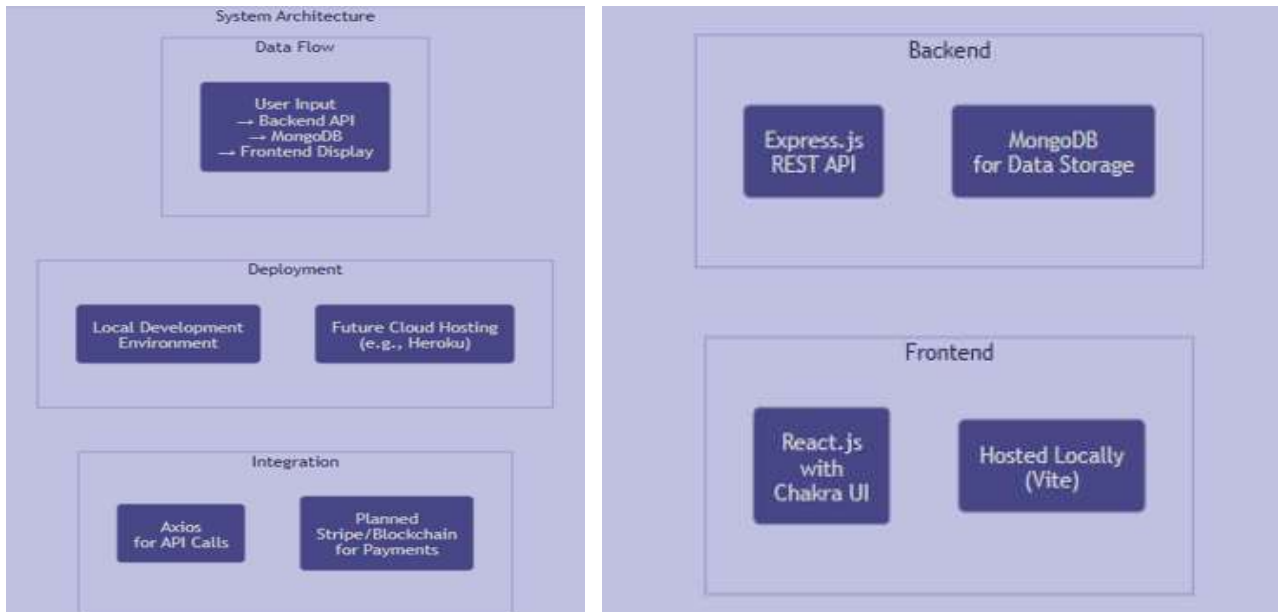 System Architecture
Data Flow
User Input
→ Backend API
→ MongoDB
→ Frontend Display
Deployment
Local Development
Environment
Future Cloud Hosting
(e.g., Heroku)
Integration
Axios
for API Calls
Planned
Stripe/Blockchain
for Payments
Backend
Express.js
REST API
MongoDB
for Data Storage
Frontend
React.js
with
Chakra UI
Hosted Locally
(Vite)